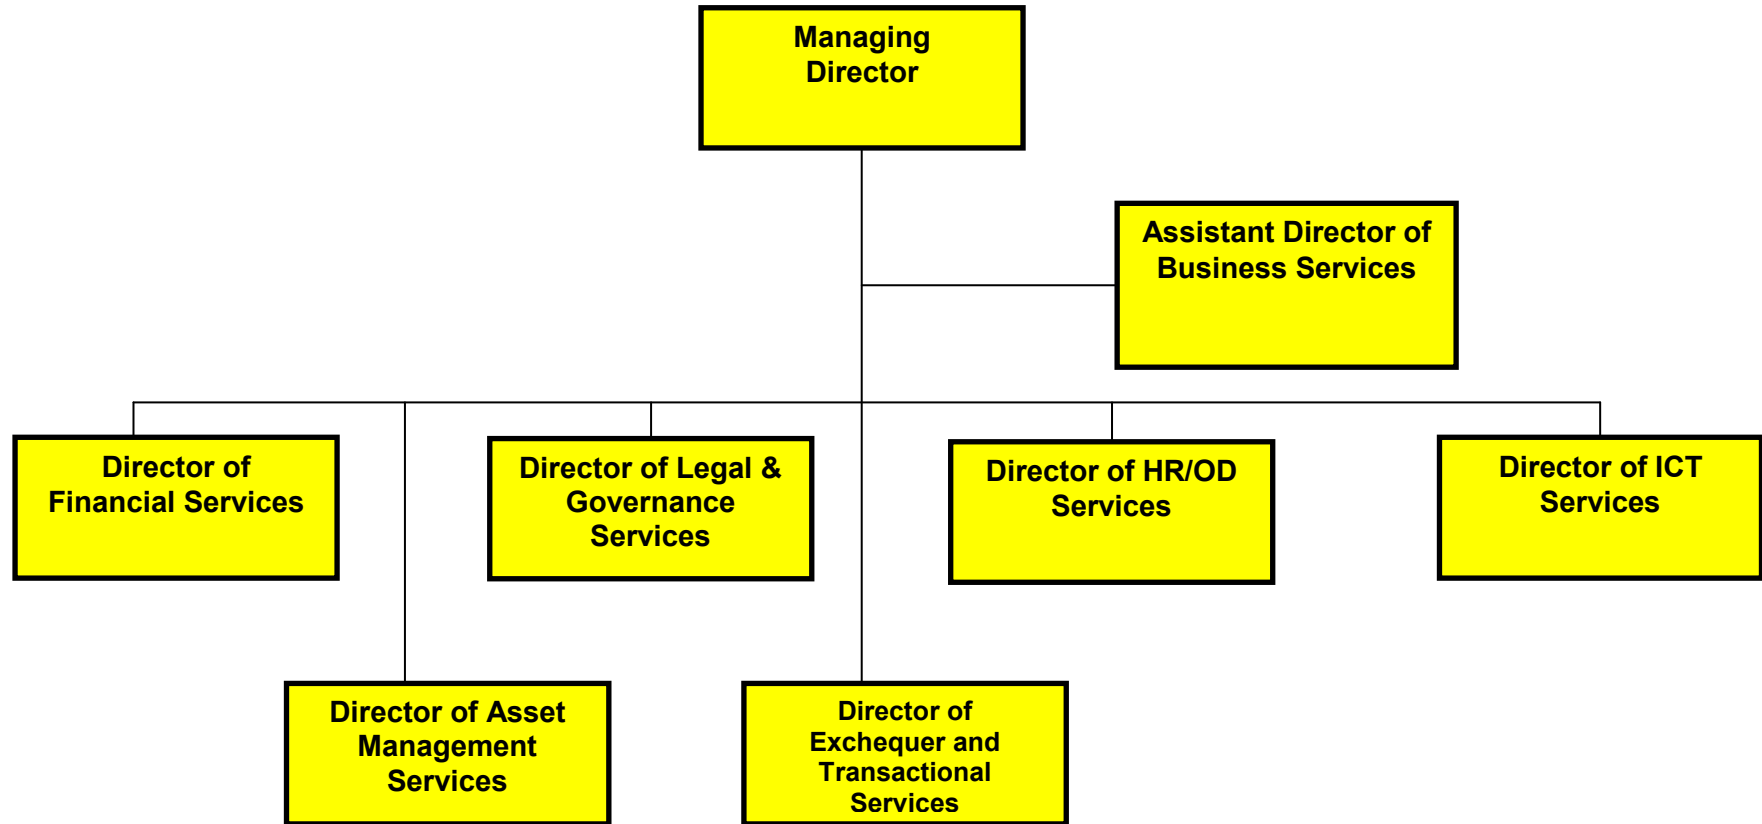 Managing
Director
Assistant Director of
Business Services
Director of
Financial Services
Director of Legal &
Governance
Services
Director of HR/OD
Services
Director of ICT
Services
Director of Asset
Management
Services
Director of
Exchequer and
Transactional
Services